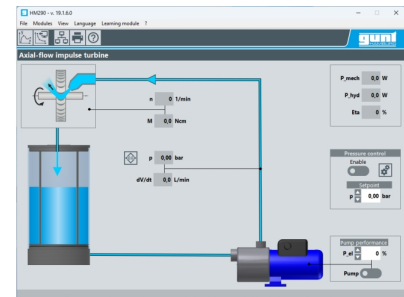 HM290 - v. 19.1.6.0
File Modules View Language Learning module ?
gunt
Axial-flow impulse turbine
n 0 1/min
M 0,0 Ncm
p 0,00 bar
dV/dt 0,0 L/min
P_mech 0,0 W
P_hyd 0,0 W
Eta 0 %
Pressure control
Enable
Setpoint
p 0,00 bar
Pump performance
P_el 0 %
Pump